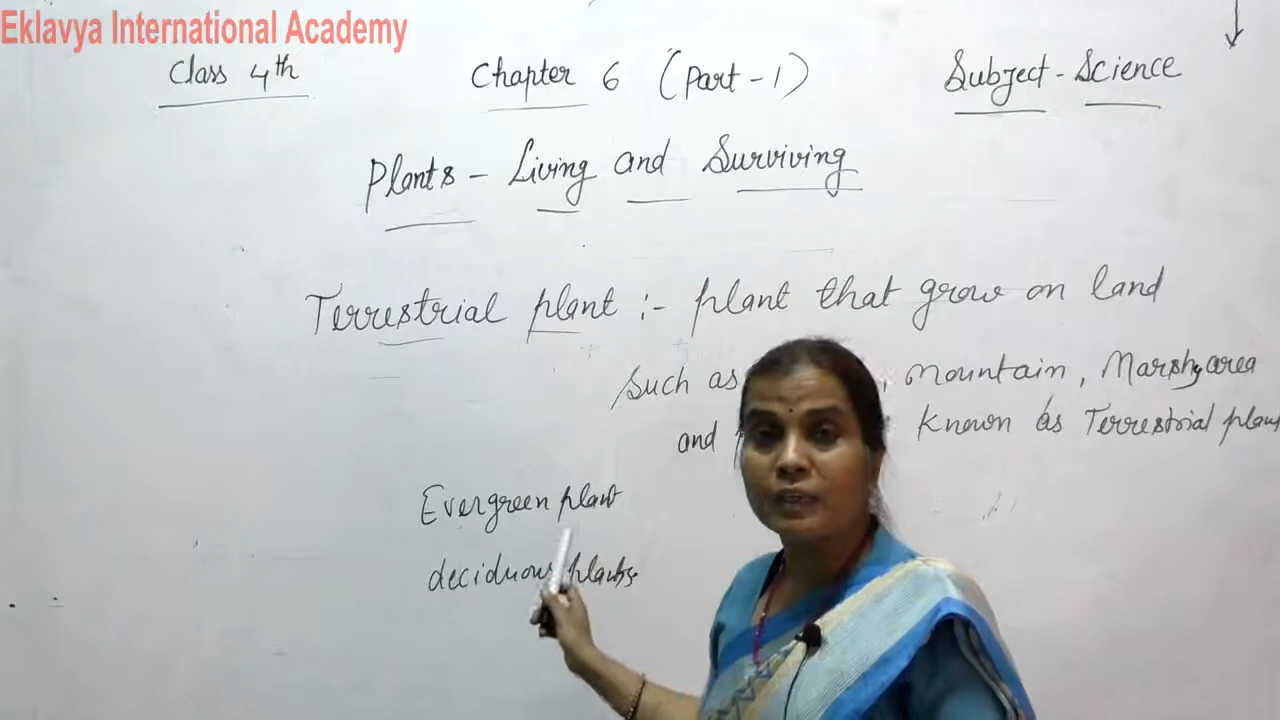 Eklavya International Academy
Class 4th Chapter 6 (Part-1) Subject-Science
Plants - Living and Surviving
Terrestrial plant :- plant that grow on land
Such as , mountain, Marshy area
and known as Terrestrial plant
Evergreen plant
deciduous plants